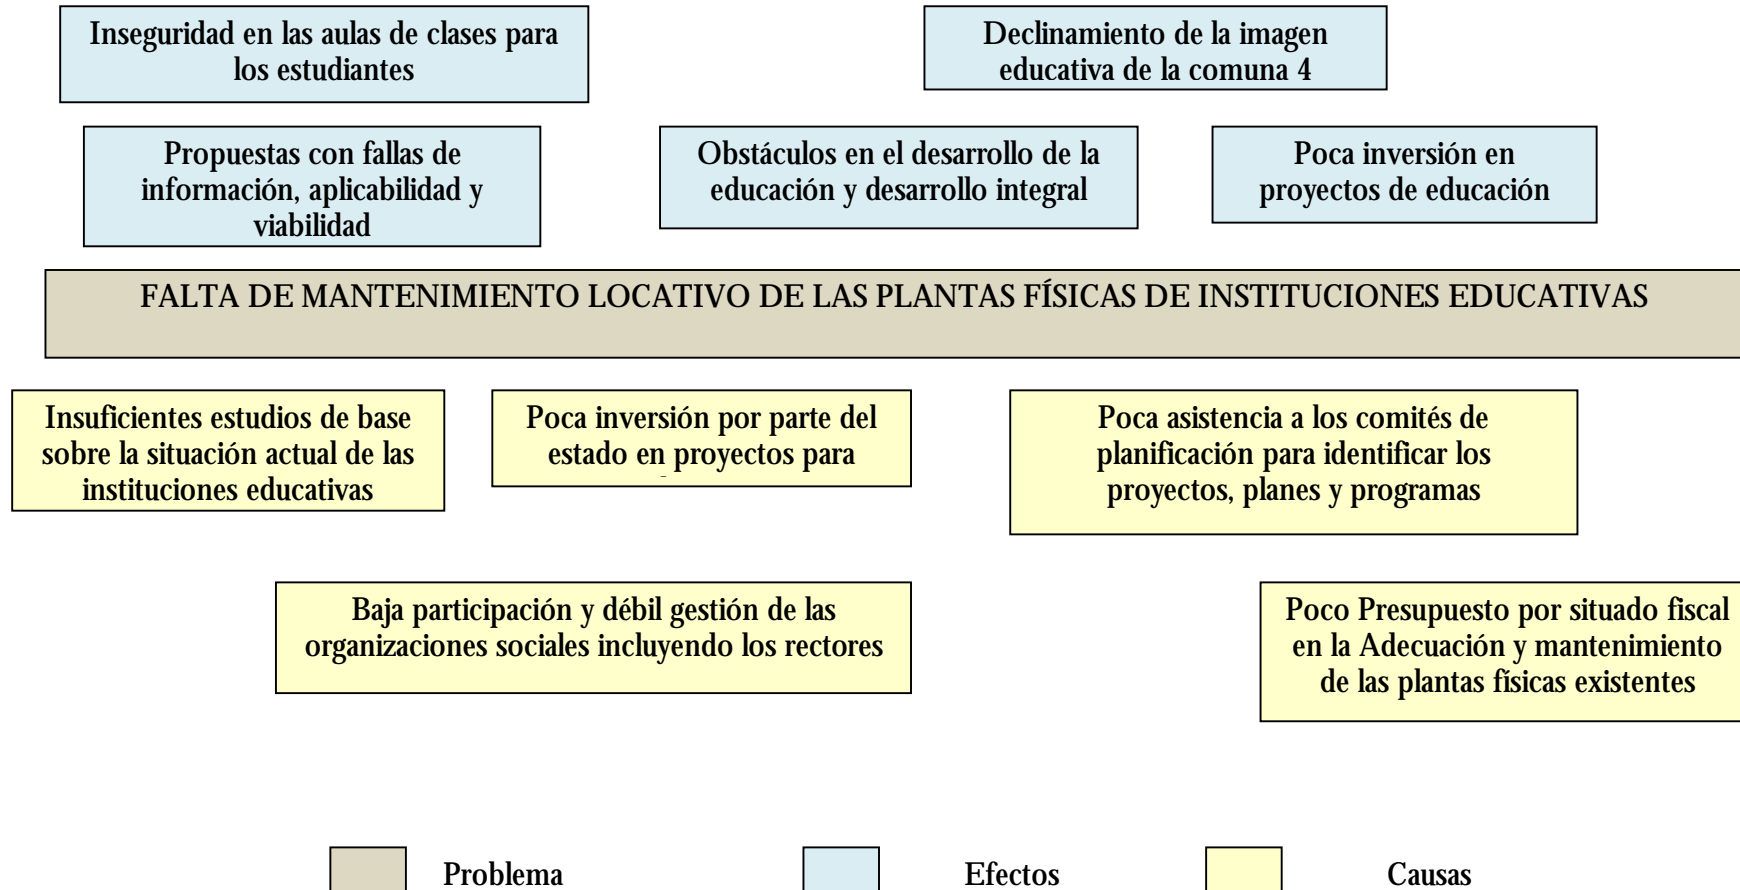 Inseguridad en las aulas de clases para
los estudiantes
Declinamiento de la imagen
educativa de la comuna 4
Propuestas con fallas de
información, aplicabilidad y
viabilidad
Obstáculos en el desarrollo de la
educación y desarrollo integral
Poca inversión en
proyectos de educación
FALTA DE MANTENIMIENTO LOCATIVO DE LAS PLANTAS FÍSICAS DE INSTITUCIONES EDUCATIVAS
Insuficientes estudios de base
sobre la situación actual de las
instituciones educativas
Poca inversión por parte del
estado en proyectos para
Poca asistencia a los comités de
planificación para identificar los
proyectos, planes y programas
Baja participación y débil gestión de las
organizaciones sociales incluyendo los rectores
Poco Presupuesto por situado fiscal
en la Adecuación y mantenimiento
de las plantas físicas existentes
Problema
Efectos
Causas